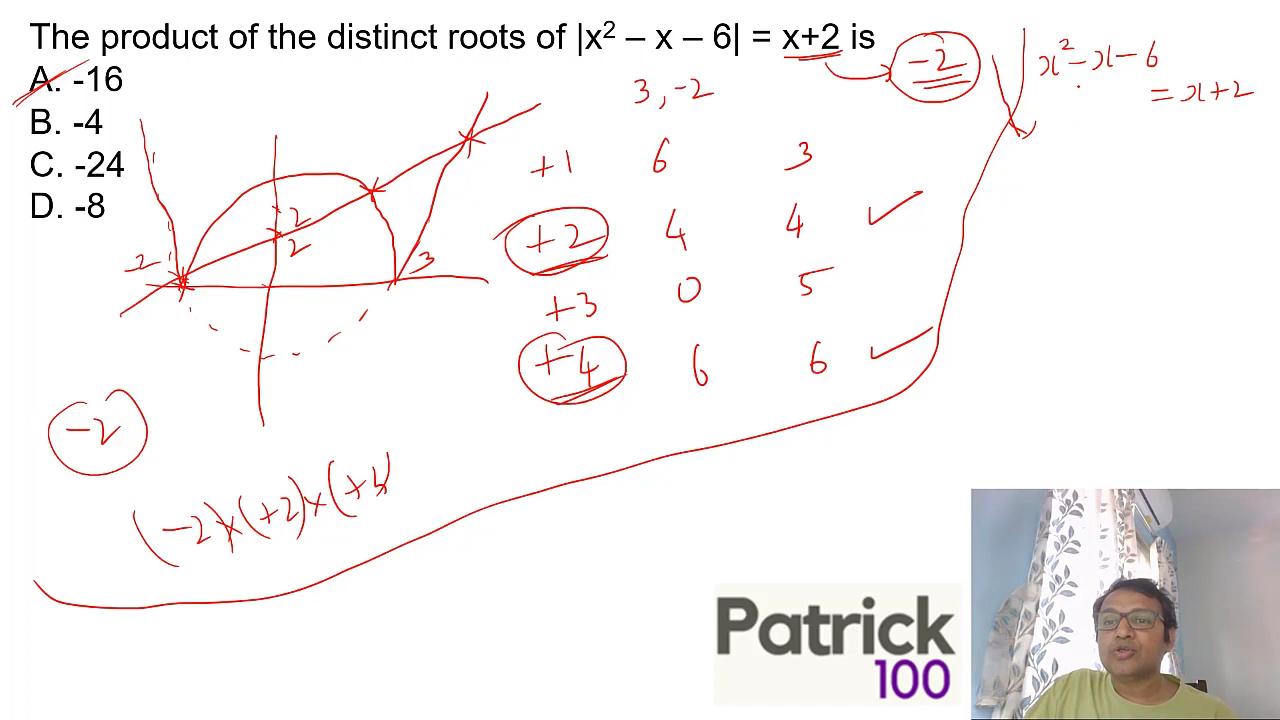 The product of the distinct roots of |x² – x – 6| = x+2 is
A. -16
B. -4
C. -24
D. -8
-2
x²-x-6
= x+2
3, -2
+1 6 3
+2 4 4 ✓
+3 0 5
+4 6 6 ✓
2
2
-2
3
-2
(-2)×(+2)×(+4
Patrick
100